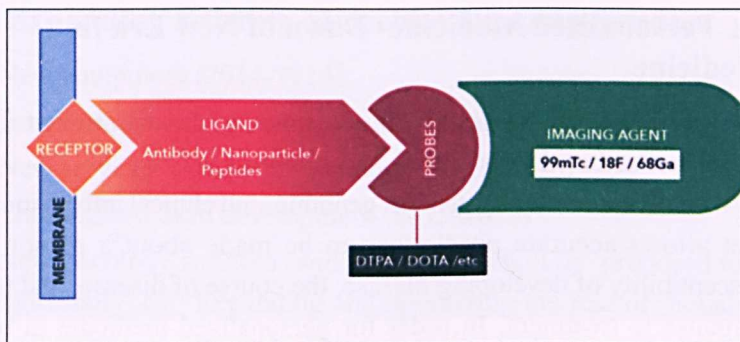 MEMBRANE
RECEPTOR
LIGAND
Antibody / Nanoparticle /
Peptides
PROBES
DTPA / DOTA /etc
IMAGING AGENT
99mTc / 18F / 68Ga